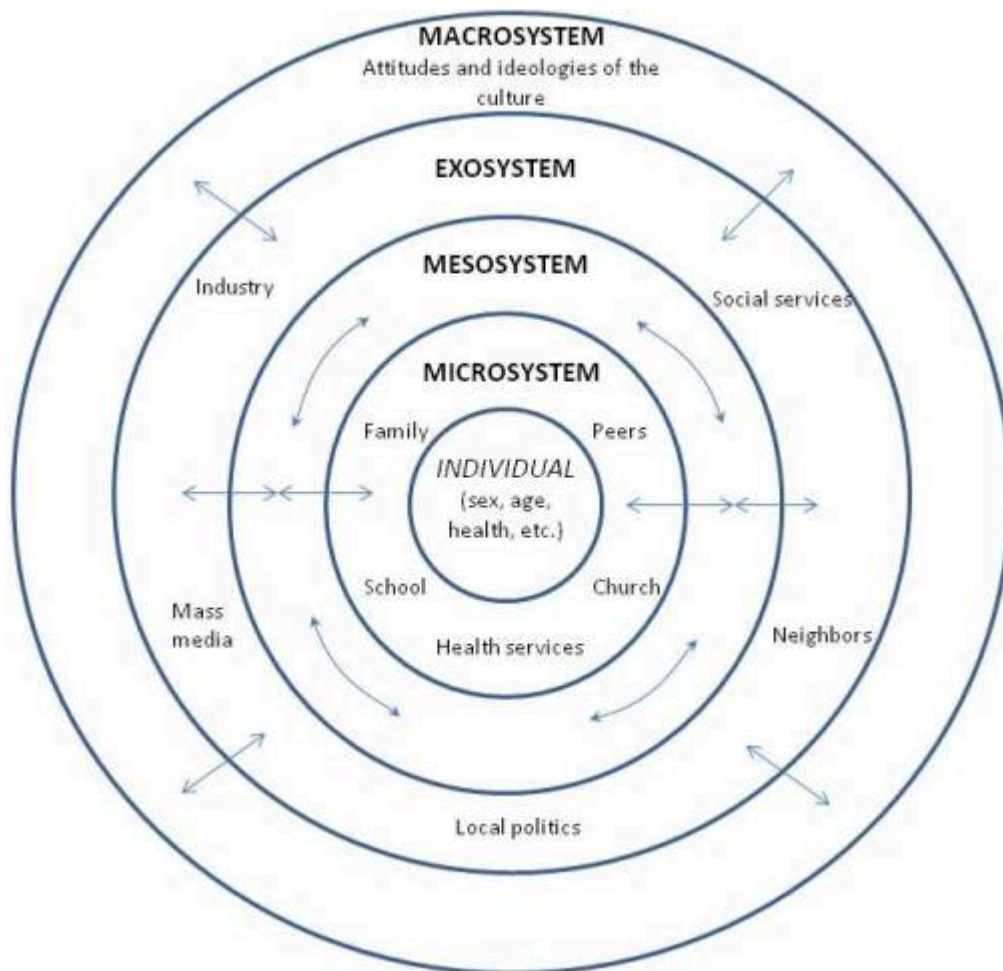 MACROSYSTEM
Attitudes and ideologies of the
culture
EXOSYSTEM
MESOSYSTEM
Industry
Social services
MICROSYSTEM
Family
Peers
INDIVIDUAL
(sex, age,
health, etc.)
School
Church
Mass
media
Neighbors
Health services
Local politics